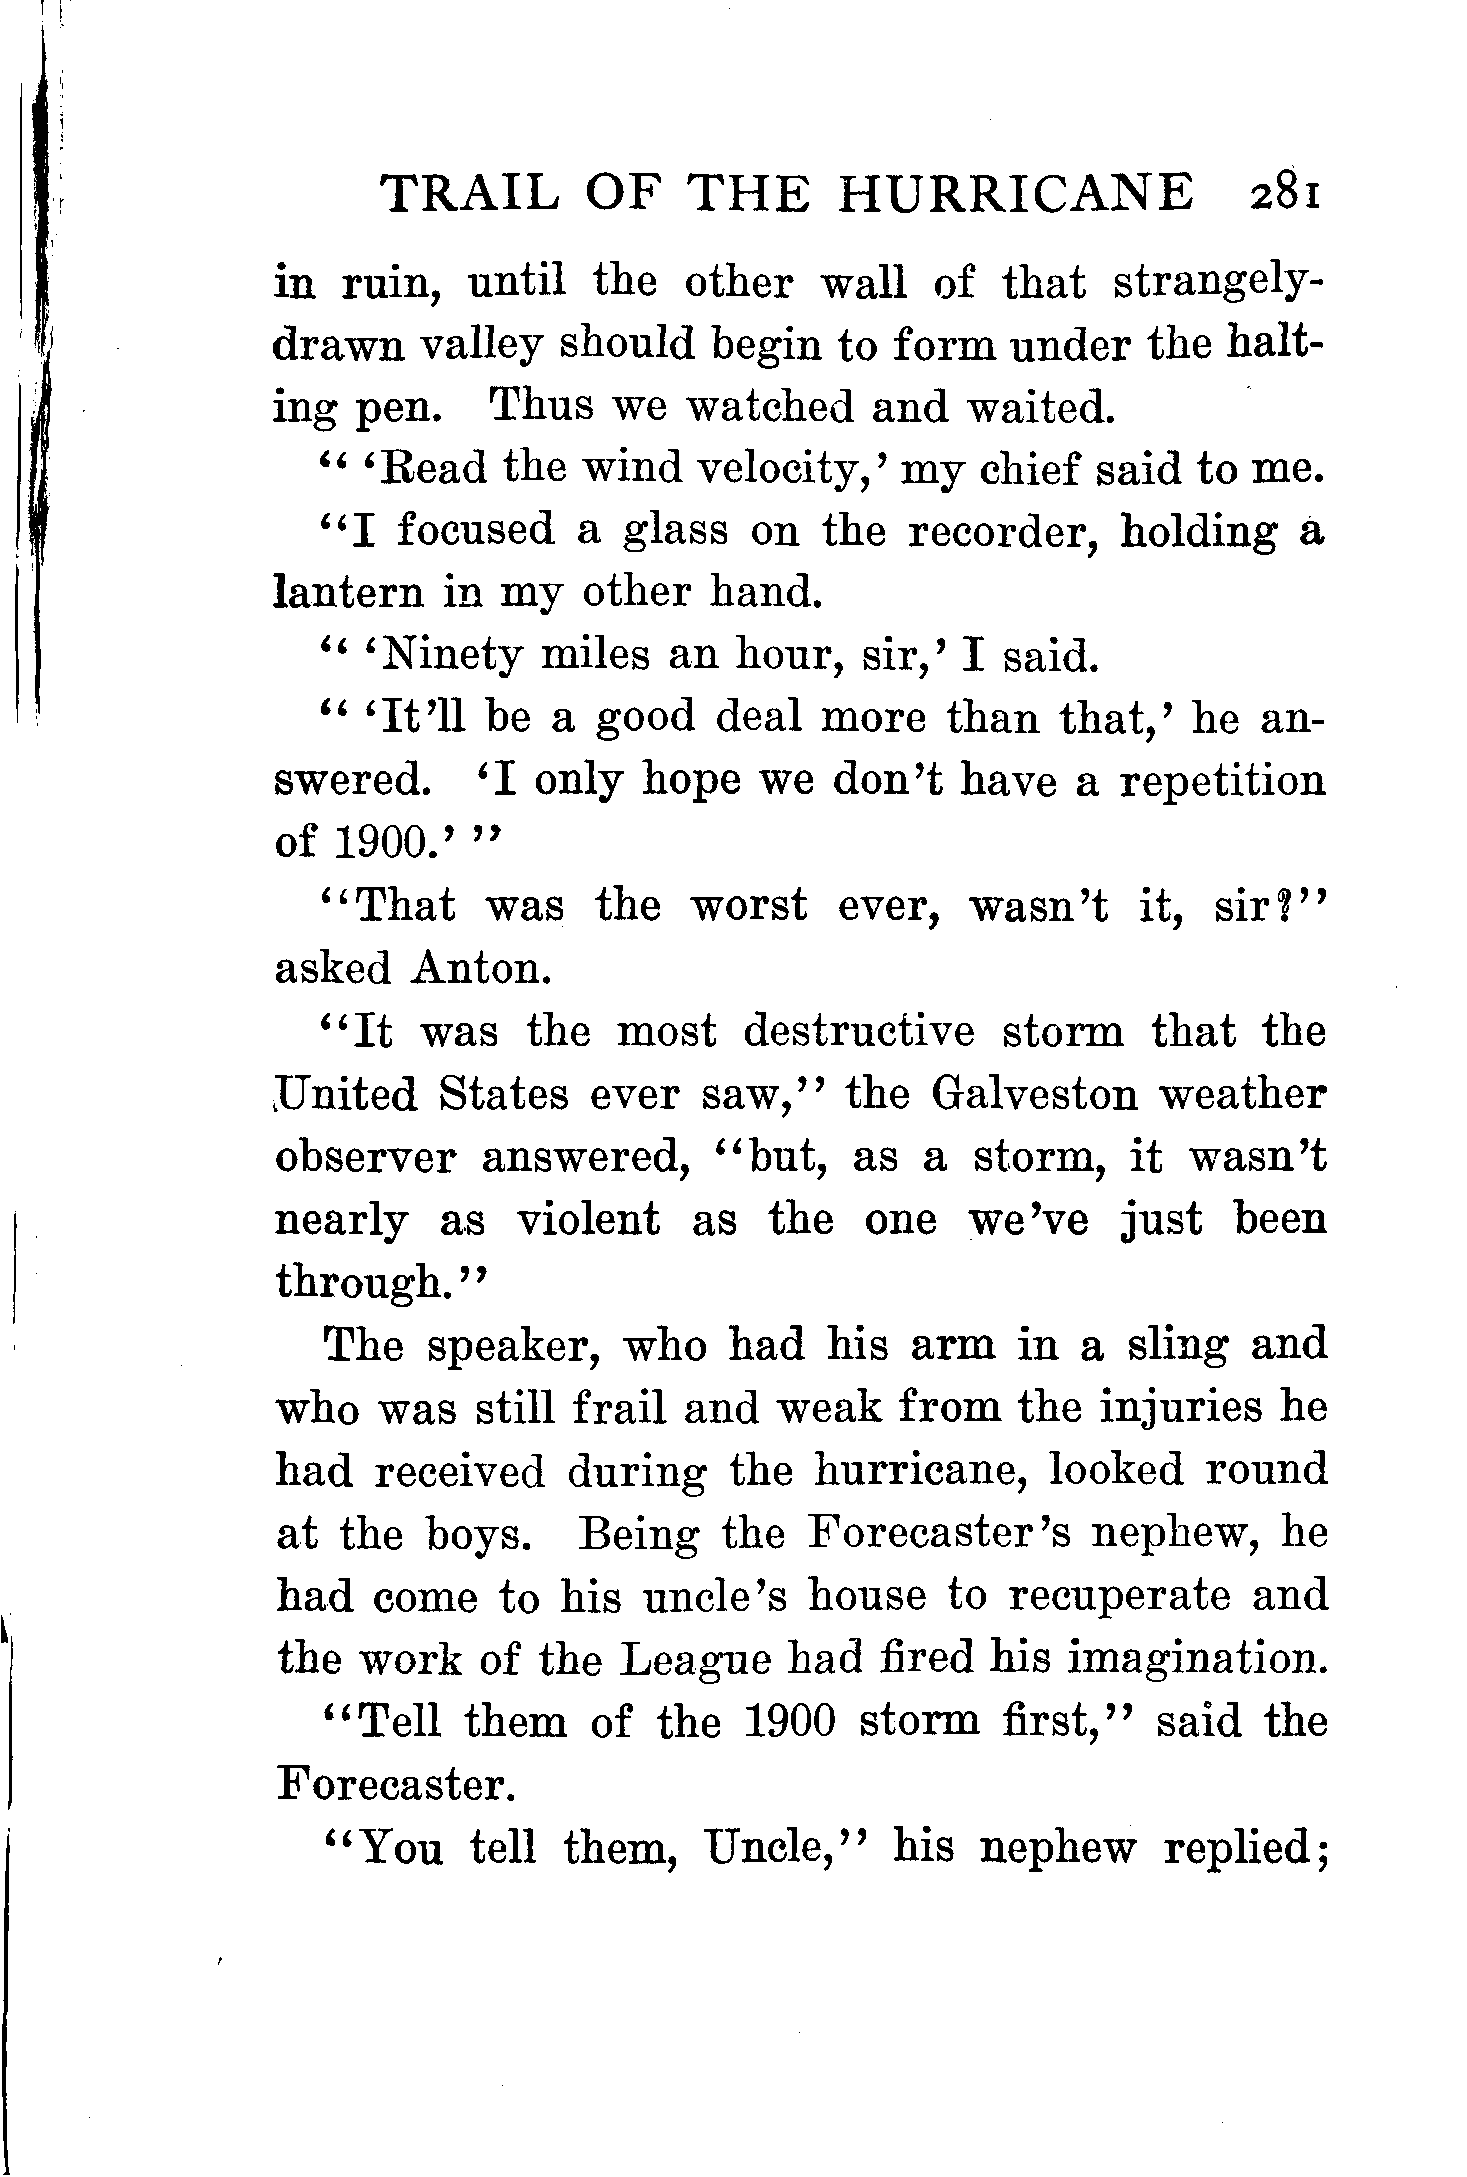 TRAIL OF THE HURRICANE 281
in ruin, until the other wall of that strangely-
drawn valley should begin to form under the halt-
ing pen. Thus we watched and waited.
“ ‘Read the wind velocity,’ my chief said to me.
“I focused a glass on the recorder, holding a
lantern in my other hand.
“ ‘Ninety miles an hour, sir,’ I said.
“ ‘It’ll be a good deal more than that,’ he an-
swered. ‘I only hope we don’t have a repetition
of 1900.’ ”
“That was the worst ever, wasn’t it, sir?”
asked Anton.
“It was the most destructive storm that the
United States ever saw,” the Galveston weather
observer answered, “but, as a storm, it wasn’t
nearly as violent as the one we’ve just been
through.”
The speaker, who had his arm in a sling and
who was still frail and weak from the injuries he
had received during the hurricane, looked round
at the boys. Being the Forecaster’s nephew, he
had come to his uncle’s house to recuperate and
the work of the League had fired his imagination.
“Tell them of the 1900 storm first,” said the
Forecaster.
“You tell them, Uncle,” his nephew replied;